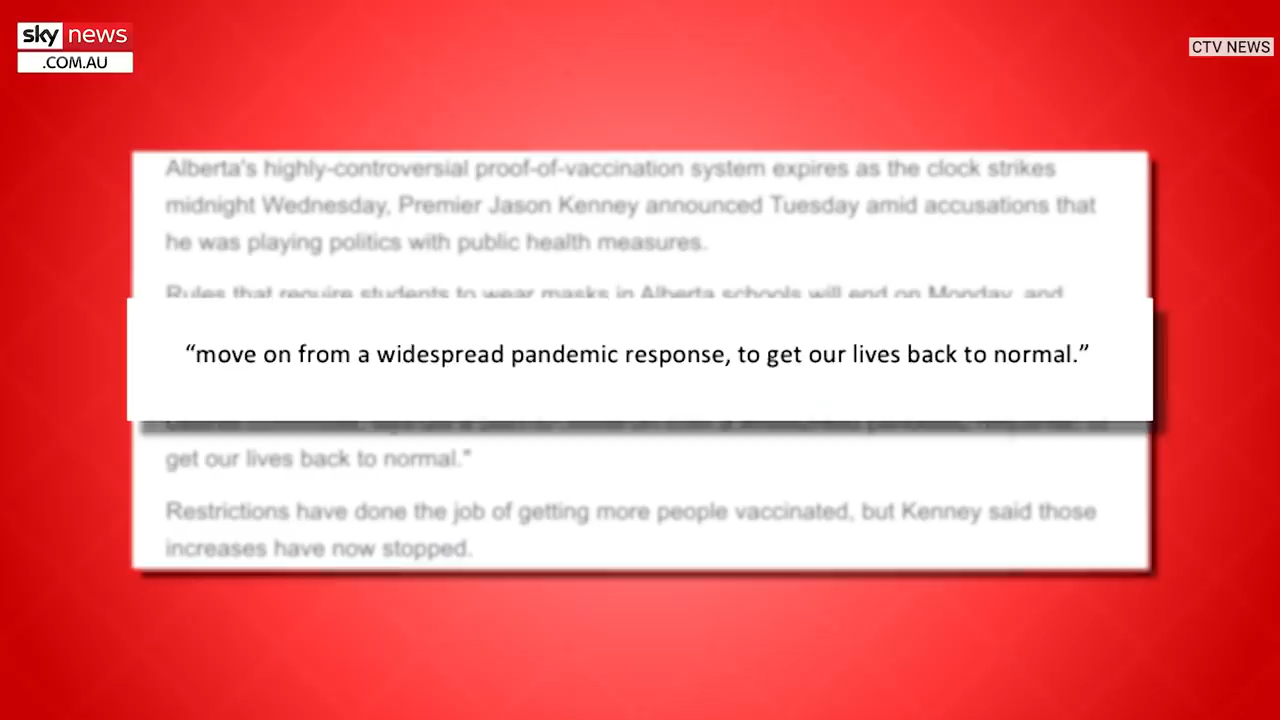 sky news
.COM.AU
CTV NEWS
Alberta's highly-controversial proof-of-vaccination system expires as the clock strikes
midnight Wednesday, Premier Jason Kenney announced Tuesday amid accusations that
he was playing politics with public health measures.
Rules that require students to wear masks in Alberta schools will end on Monday, and
“move on from a widespread pandemic response, to get our lives back to normal.”
get our lives back to normal."
Restrictions have done the job of getting more people vaccinated, but Kenney said those
increases have now stopped.